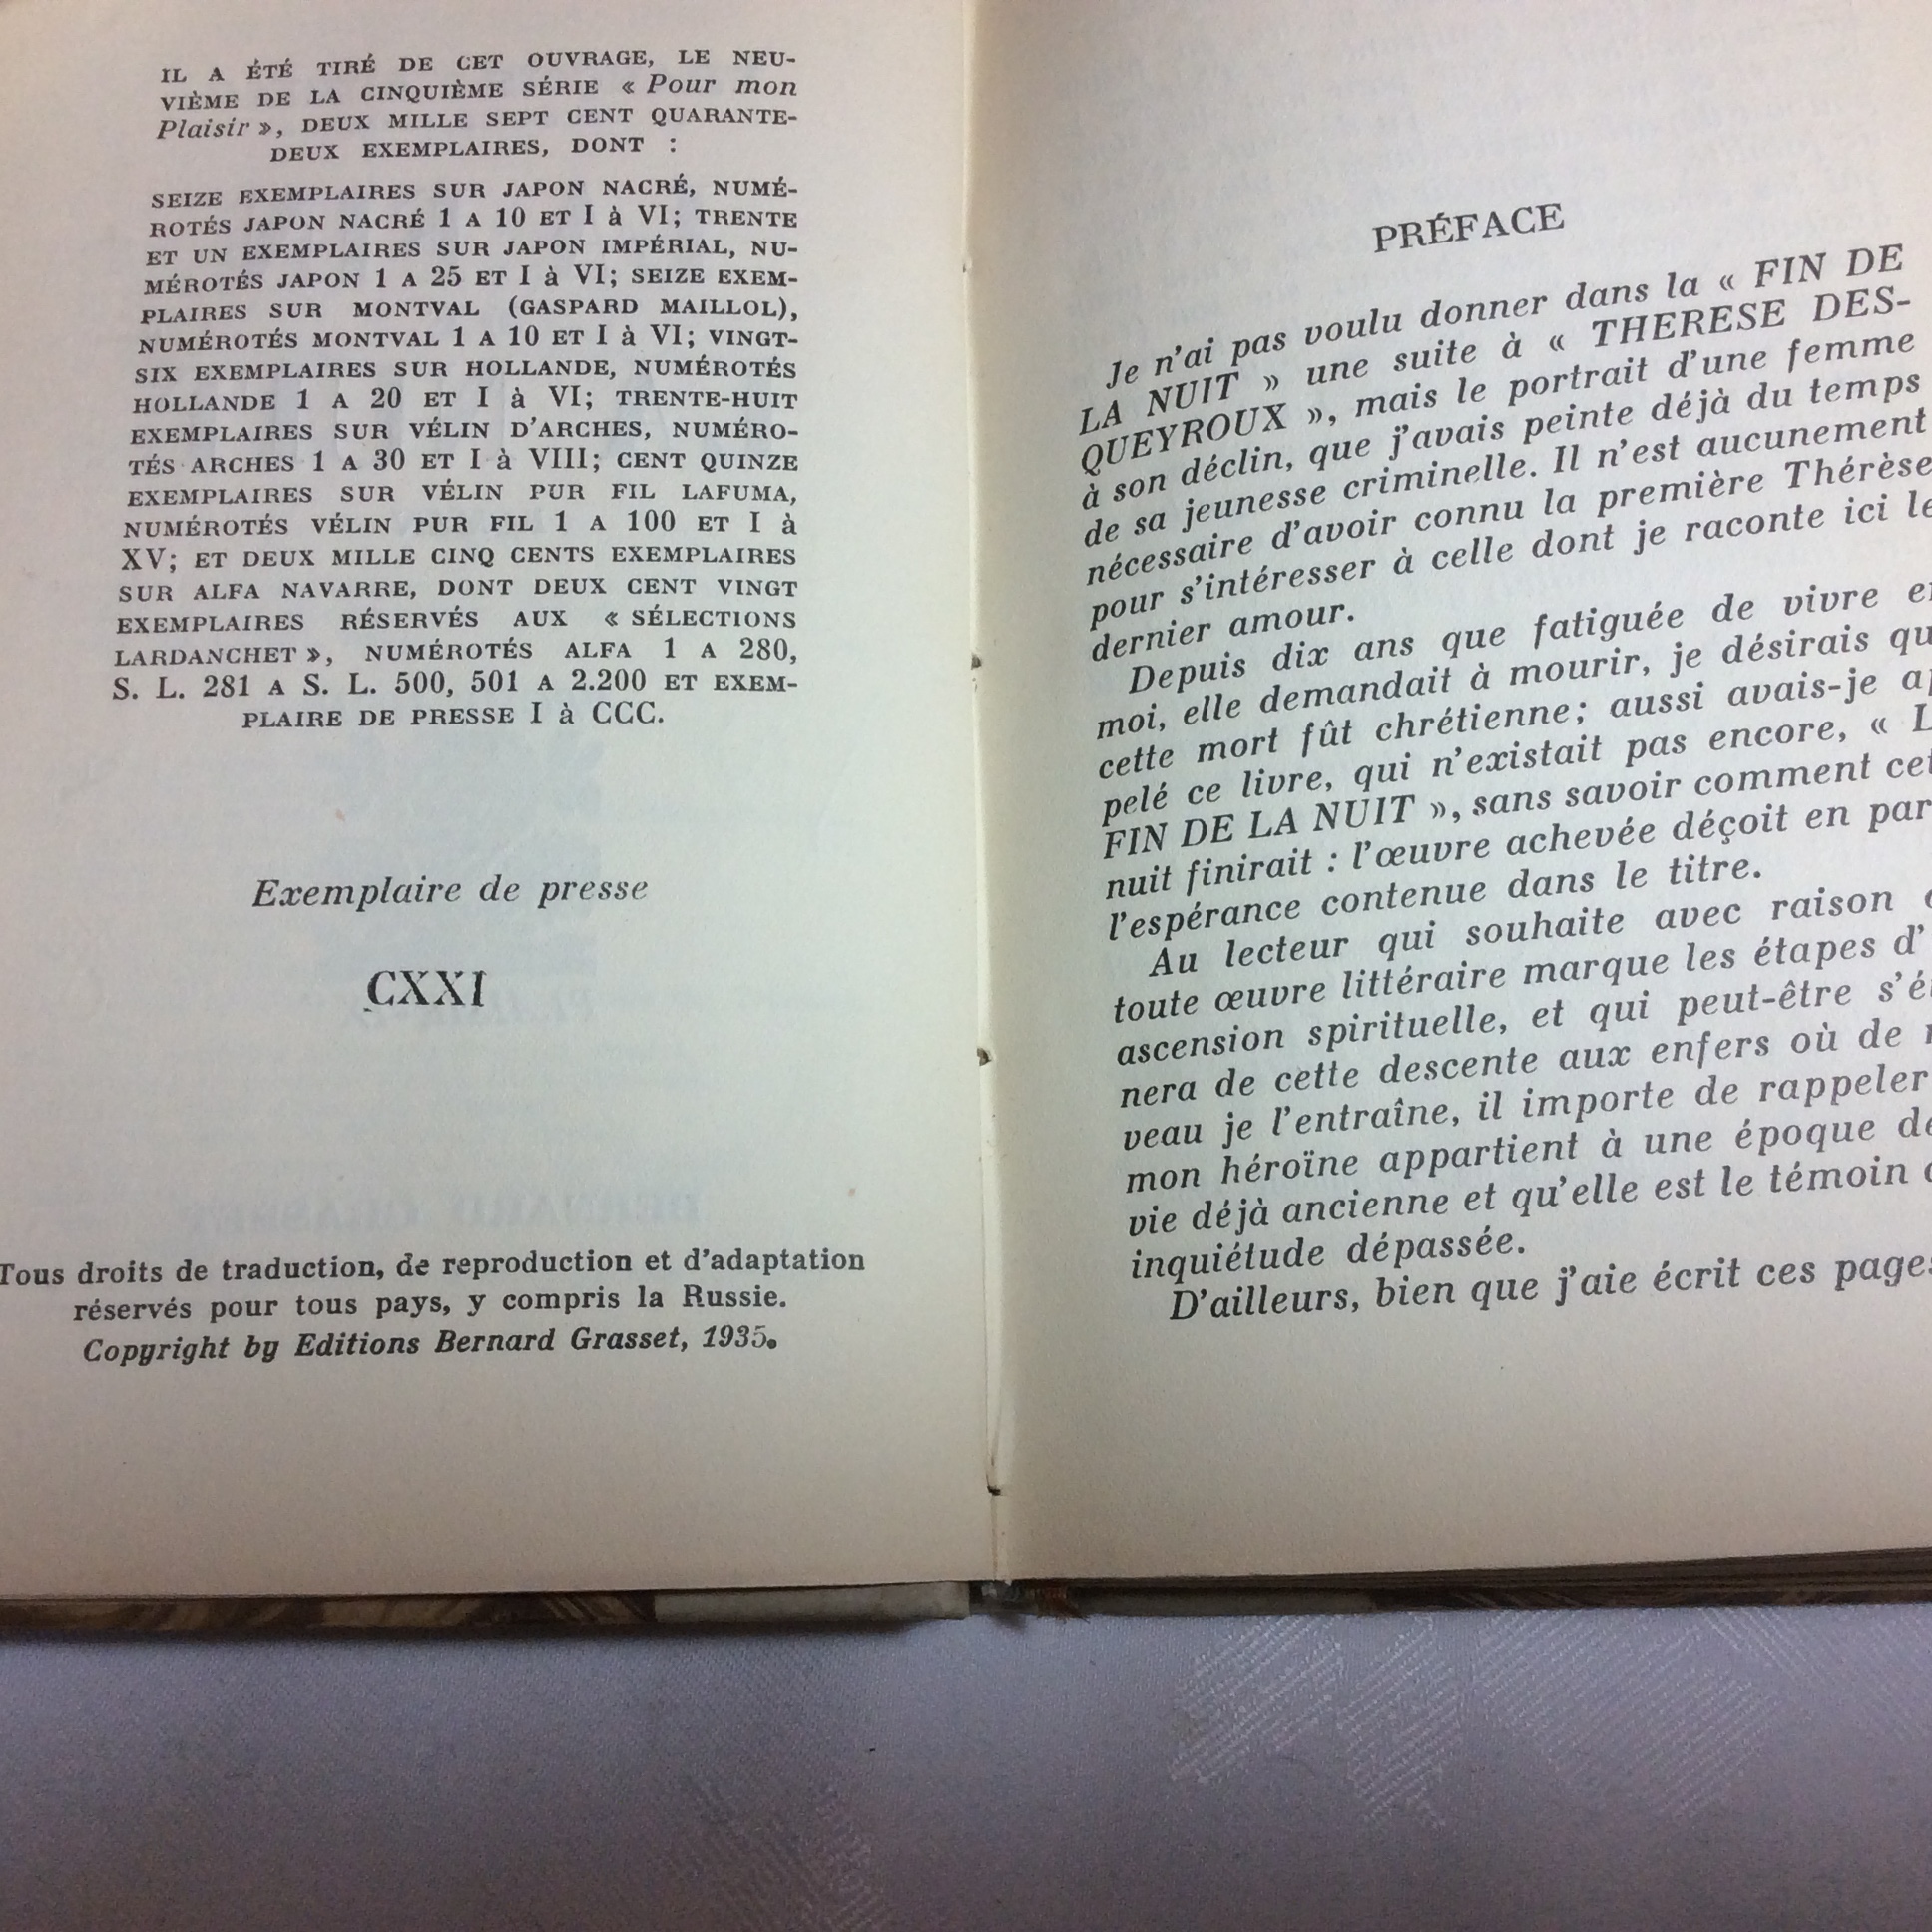 IL A ÉTÉ TIRÉ DE CET OUVRAGE, LE NEU-
VIÈME DE LA CINQUIÈME SÉRIE « Pour mon
Plaisir », DEUX MILLE SEPT CENT QUARANTE-
DEUX EXEMPLAIRES, DONT :
SEIZE EXEMPLAIRES SUR JAPON NACRÉ, NUMÉ-
ROTÉS JAPON NACRÉ 1 A 10 ET I à VI; TRENTE
ET UN EXEMPLAIRES SUR JAPON IMPÉRIAL, NU-
MÉROTÉS JAPON 1 A 25 ET I à VI; SEIZE EXEM-
PLAIRES SUR MONTVAL (GASPARD MAILLOL),
NUMÉROTÉS MONTVAL 1 A 10 ET I à VI; VINGT-
SIX EXEMPLAIRES SUR HOLLANDE, NUMÉROTÉS
HOLLANDE 1 A 20 ET I à VI; TRENTE-HUIT
EXEMPLAIRES SUR VÉLIN D'ARCHES, NUMÉRO-
TÉS ARCHES 1 A 30 ET I à VIII; CENT QUINZE
EXEMPLAIRES SUR VÉLIN PUR FIL LAFUMA,
NUMÉROTÉS VÉLIN PUR FIL 1 A 100 ET I à
XV; ET DEUX MILLE CINQ CENTS EXEMPLAIRES
SUR ALFA NAVARRE, DONT DEUX CENT VINGT
EXEMPLAIRES RÉSERVÉS AUX « SÉLECTIONS
LARDANCHET », NUMÉROTÉS ALFA 1 A 280,
S. L. 281 A S. L. 500, 501 A 2.200 ET EXEM-
PLAIRE DE PRESSE I à CCC.
Exemplaire de presse
CXXI
Tous droits de traduction, de reproduction et d'adaptation
réservés pour tous pays, y compris la Russie.
Copyright by Editions Bernard Grasset, 1935.
PRÉFACE
Je n'ai pas voulu donner dans la « FIN DE
LA NUIT » une suite à « THERESE DES-
QUEYROUX », mais le portrait d'une femme
à son déclin, que j'avais peinte déjà du temps
de sa jeunesse criminelle. Il n'est aucunement
nécessaire d'avoir connu la première Thérèse
pour s'intéresser à celle dont je raconte ici le
dernier amour.
Depuis dix ans que fatiguée de vivre en
moi, elle demandait à mourir, je désirais qu
cette mort fût chrétienne; aussi avais-je ap
pelé ce livre, qui n'existait pas encore, « L
FIN DE LA NUIT », sans savoir comment cet
nuit finirait : l'œuvre achevée déçoit en par
l'espérance contenue dans le titre.
Au lecteur qui souhaite avec raison
toute œuvre littéraire marque les étapes d'
ascension spirituelle, et qui peut-être s'é
nera de cette descente aux enfers où de
veau je l'entraîne, il importe de rappeler
mon héroïne appartient à une époque de
vie déjà ancienne et qu'elle est le témoin
inquiétude dépassée.
D'ailleurs, bien que j'aie écrit ces pages